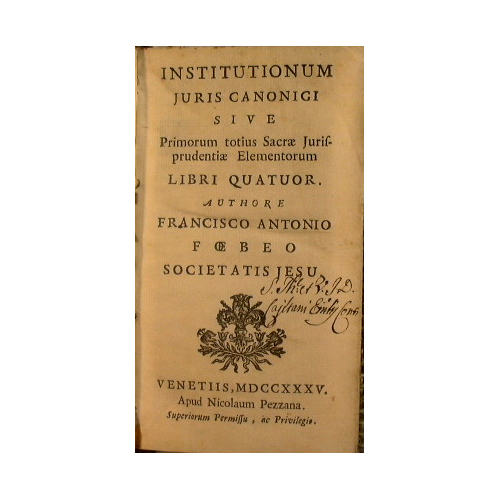 INSTITUTIONUM
JURIS CANONICI
SIVE
Primorum totius Sacræ Juris-
prudentiæ Elementorum
LIBRI QUATUOR.
AUTHORE
FRANCISCO ANTONIO
FŒBEO
SOCIETATIS JESU.
Cajetani
VENETIIS, MDCCXXXV.
Apud Nicolaum Pezzana.
Superiorum Permissu, ac Privilegio.